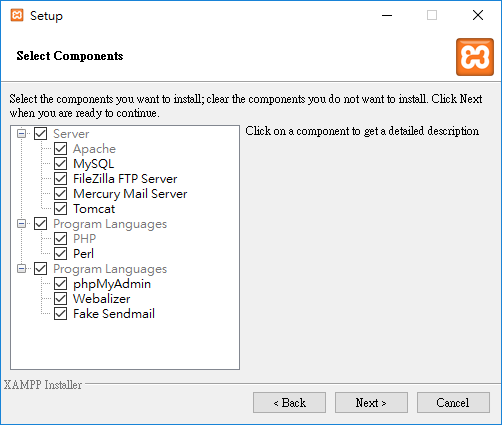 Setup
Select Components
Select the components you want to install; clear the components you do not want to install. Click Next
when you are ready to continue.
Server
Apache
MySQL
FileZilla FTP Server
Mercury Mail Server
Tomcat
Program Languages
PHP
Perl
Program Languages
phpMyAdmin
Webalizer
Fake Sendmail
Click on a component to get a detailed description
XAMPP Installer
< Back
Next >
Cancel